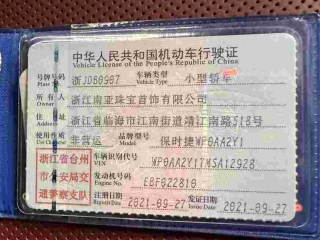 中华人民共和国机动车行驶证
Vehicle License of the People's Republic of China
号牌号码 浙JD80907 车辆类型 小型轿车
Plate No. Vehicle Type
所有人 浙江南亚珠宝首饰有限公司
Owner
住址 浙江省临海市江南街道靖江南路518号
Address
使用性质 非营运 品牌型号 保时捷WP0AA2Y1
Use Character Model
浙江省台州 车辆识别代号 WP0AA2Y17MSA12928
VIN
市公安局交 发动机号码 EBFG22810
Engine No.
通警察支队 注册日期 2021-09-27 发证日期 2021-09-27
Register Date Issue Date